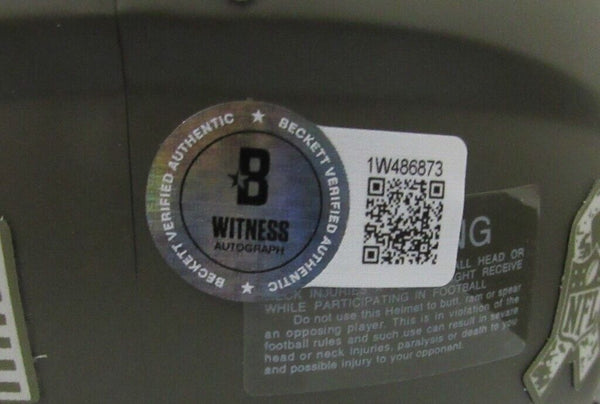 BECKETT VERIFIED AUTHENTIC ★ BECKETT VERIFIED AUTHENTIC ★
B
WITNESS
AUTOGRAPH
1W486873
NG
ALL HEAD OR
NECK INJURIES GHT RECEIVE
WHILE PARTICIPATING IN FOOTBALL
Do not use this Helmet to butt, ram or spear
an opposing player. This is in violation of the
football rules and such use can result in severe
head or neck injuries, paralysis or death to you
and possible injury to your opponent.
NFL